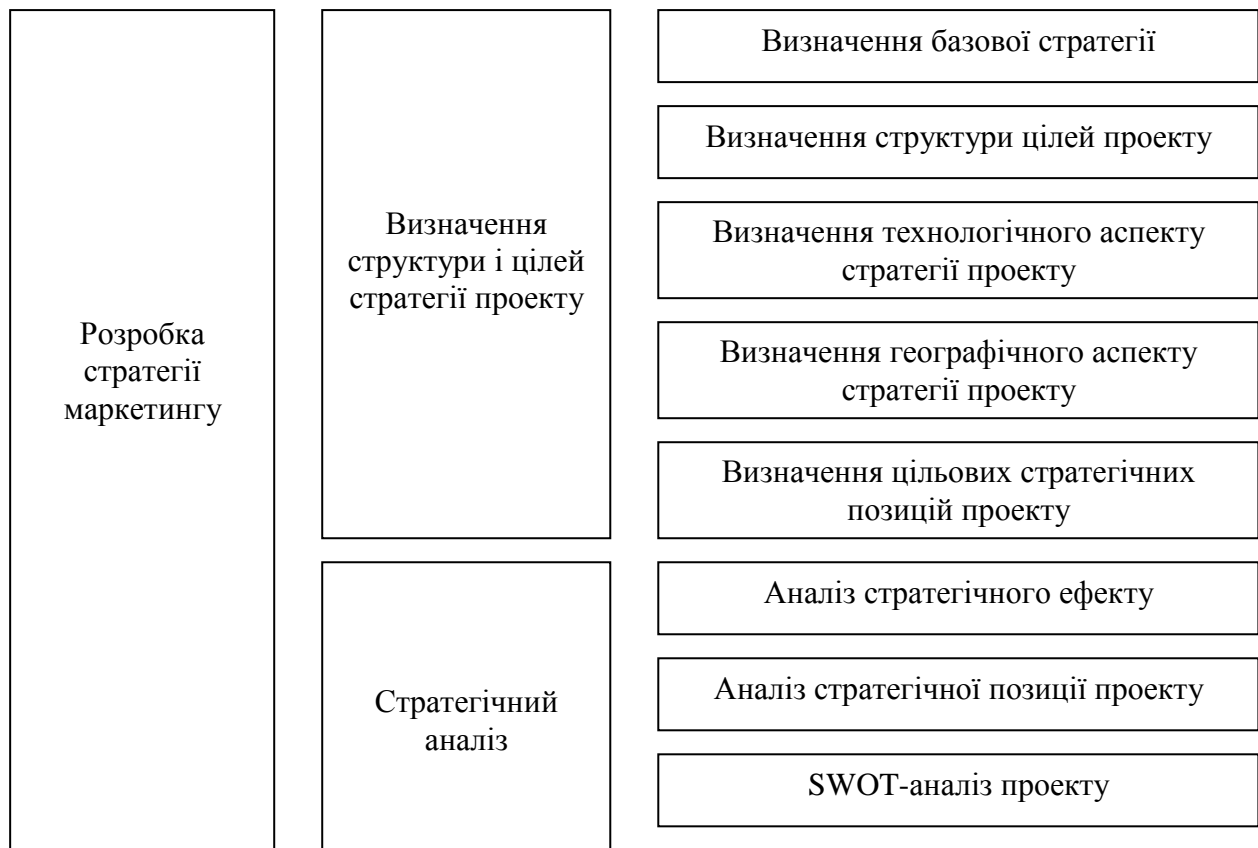 Розробка
стратегії
маркетингу
Визначення
структури і цілей
стратегії проекту
Визначення базової стратегії
Визначення структури цілей проекту
Визначення технологічного аспекту
стратегії проекту
Визначення географічного аспекту
стратегії проекту
Визначення цільових стратегічних
позицій проекту
Стратегічний
аналіз
Аналіз стратегічного ефекту
Аналіз стратегічної позиції проекту
SWOT-аналіз проекту